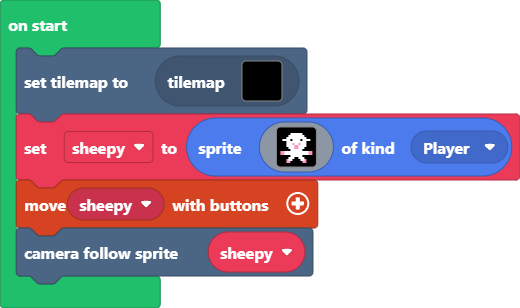 on start
set tilemap to tilemap
set sheepy to sprite of kind Player
move sheepy with buttons
camera follow sprite sheepy